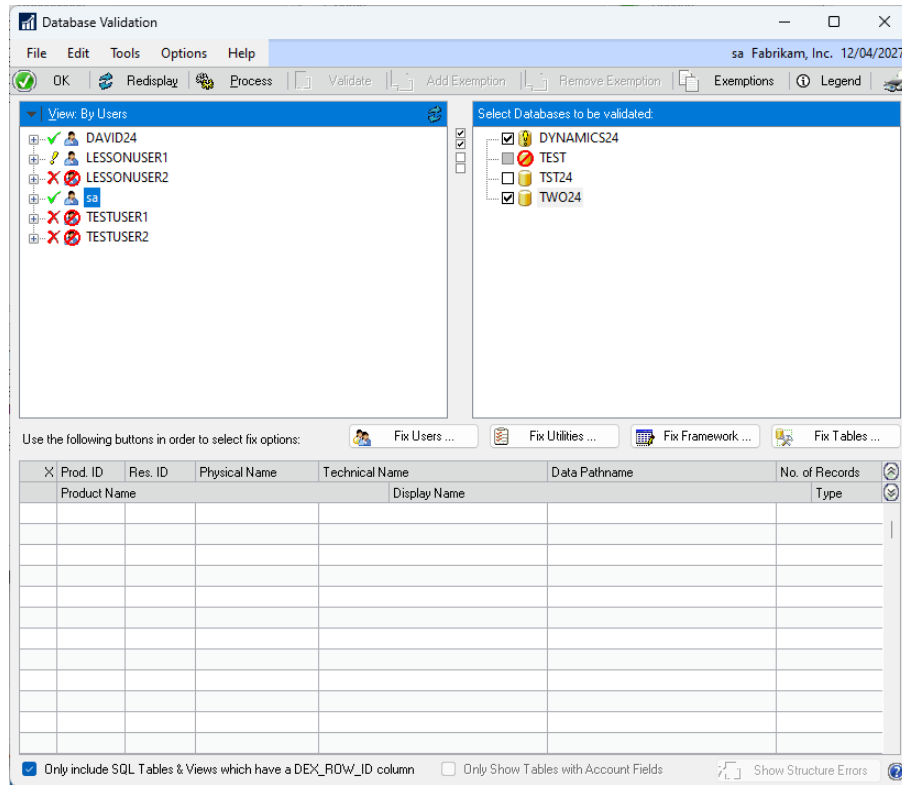 Database Validation
File Edit Tools Options Help sa Fabrikam, Inc. 12/04/2027
OK Redisplay Process Validate Add Exemption Remove Exemption Exemptions Legend
View: By Users
DAVID24
LESSONUSER1
LESSONUSER2
sa
TESTUSER1
TESTUSER2
Select Databases to be validated:
DYNAMICS24
TEST
TST24
TWO24
Use the following buttons in order to select fix options: Fix Users ... Fix Utilities ... Fix Framework ... Fix Tables ...
X Prod. ID Res. ID Physical Name Technical Name Data Pathname No. of Records
Product Name Display Name Type
Only include SQL Tables & Views which have a DEX_ROW_ID column Only Show Tables with Account Fields Show Structure Errors